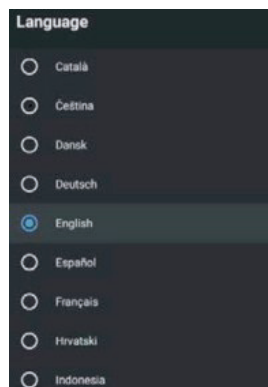 Language
Català
Čeština
Dansk
Deutsch
English
Español
Français
Hrvatski
Indonesia